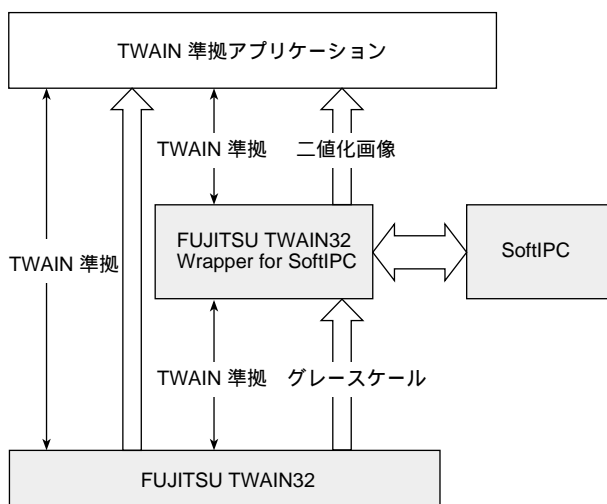 TWAIN 準拠アプリケーション
TWAIN 準拠
二値化画像
FUJITSU TWAIN32
Wrapper for SoftIPC
SoftIPC
TWAIN 準拠
TWAIN 準拠
グレースケール
FUJITSU TWAIN32